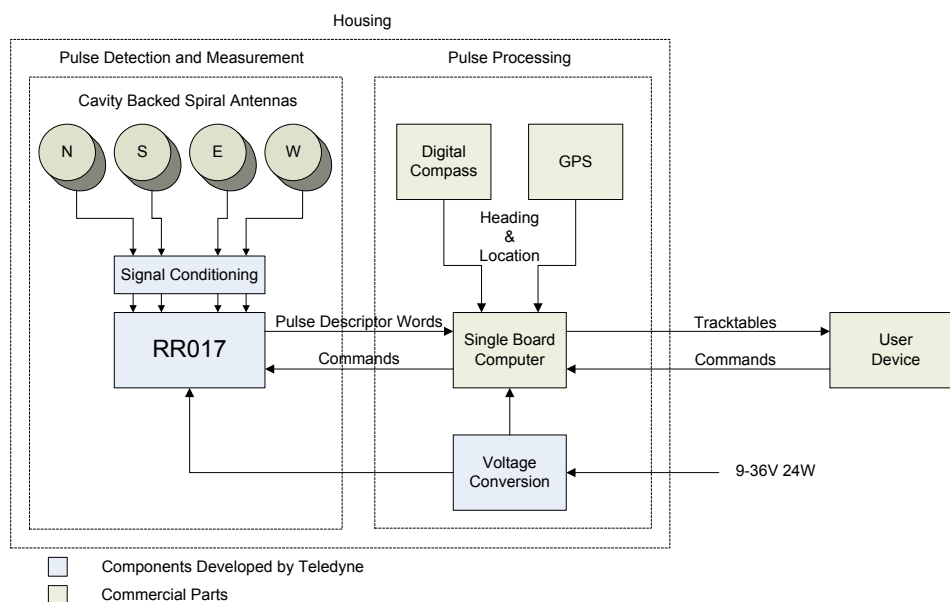 Housing
Pulse Detection and Measurement
Pulse Processing
Cavity Backed Spiral Antennas
N
S
E
W
Digital
Compass
GPS
Heading
&
Location
Signal Conditioning
RR017
Pulse Descriptor Words
Commands
Single Board
Computer
Tracktables
Commands
User
Device
Voltage
Conversion
9-36V 24W
Components Developed by Teledyne
Commercial Parts